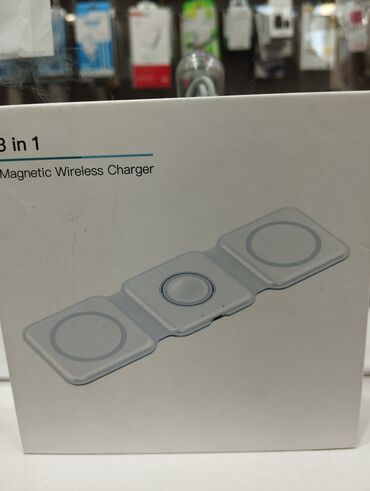 3 in 1
Magnetic Wireless Charger